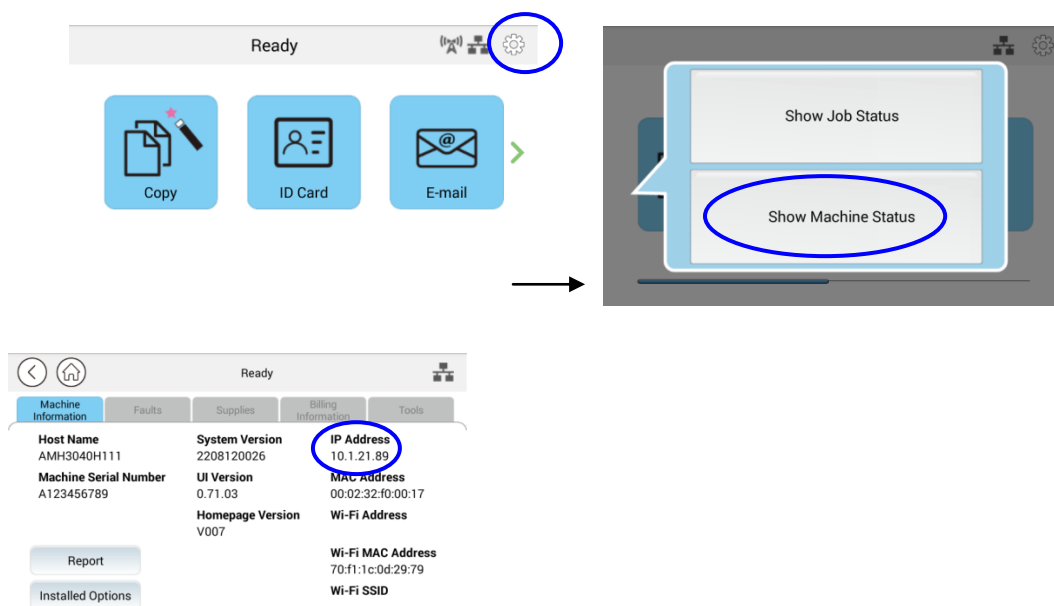 Ready
Copy
ID Card
@
E-mail
Show Job Status
Show Machine Status
Ready
Machine
Information
Faults
Supplies
Billing
Information
Tools
Host Name
AMH3040H111
Machine Serial Number
A123456789
System Version
2208120026
UI Version
0.71.03
Homepage Version
V007
IP Address
10.1.21.89
MAC Address
00:02:32:f0:00:17
Wi-Fi Address
Wi-Fi MAC Address
70:f1:1c:0d:29:79
Wi-Fi SSID
Report
Installed Options